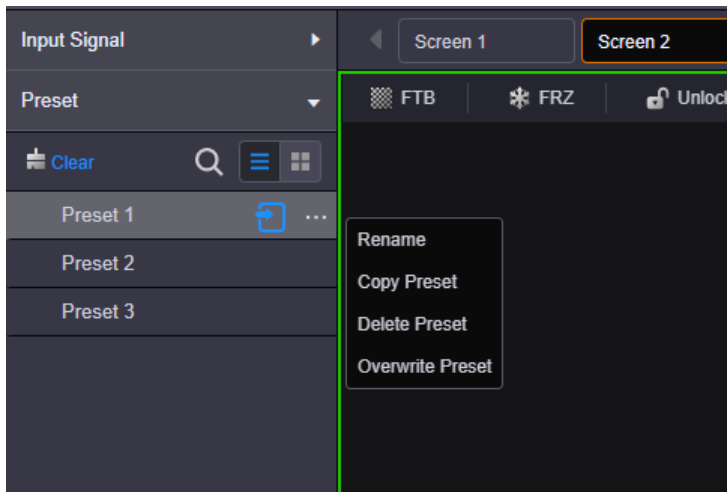 Input Signal
Screen 1
Screen 2
Preset
FTB
FRZ
Unlock
Clear
Preset 1
Preset 2
Preset 3
Rename
Copy Preset
Delete Preset
Overwrite Preset